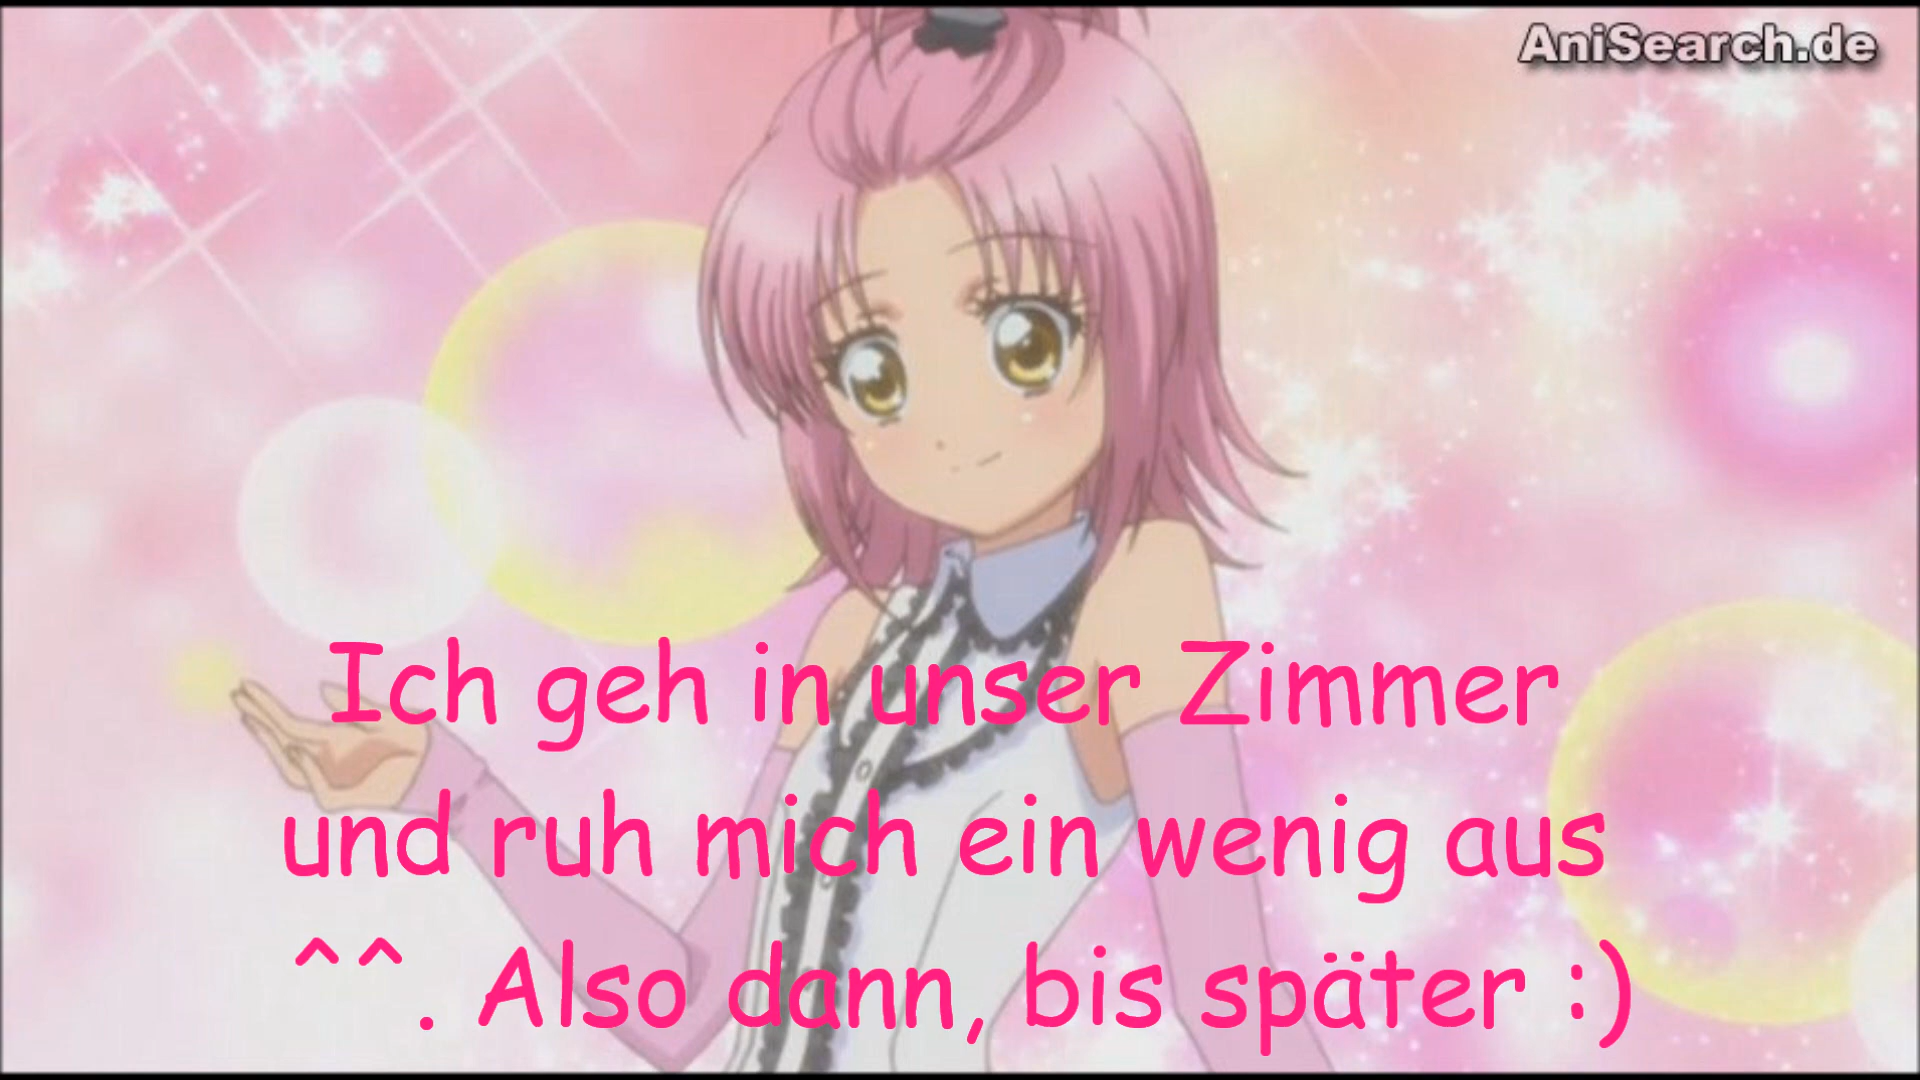 AniSearch.de
Ich geh in unser Zimmer
und ruh mich ein wenig aus
^^. Also dann, bis später :)